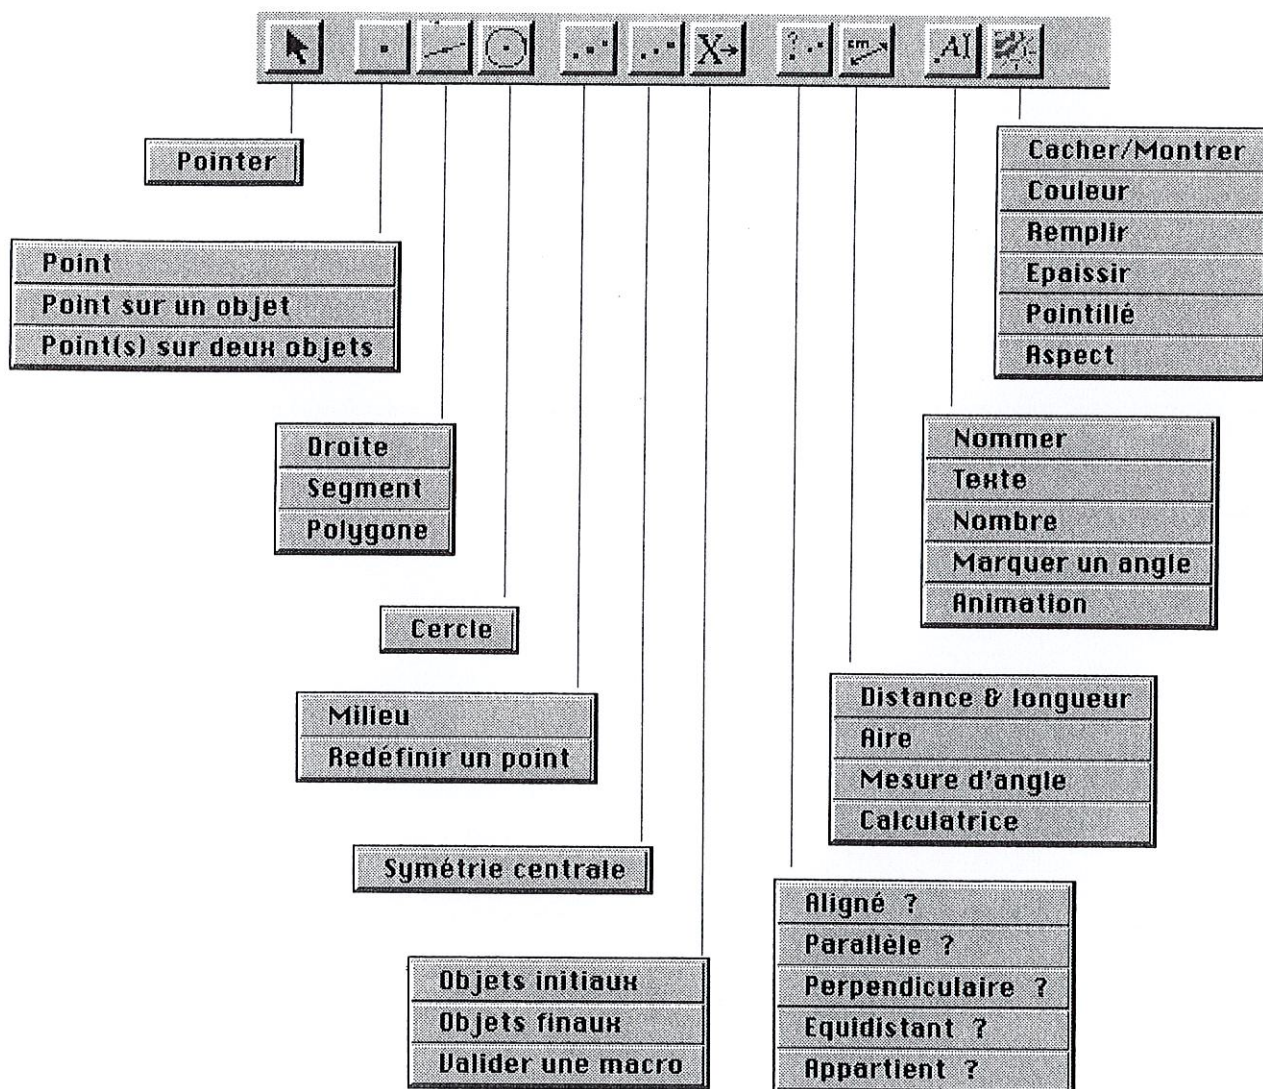 X→
?
cm
.AI
Pointer
Point
Point sur un objet
Point(s) sur deux objets
Droite
Segment
Polygone
Cercle
Milieu
Redéfinir un point
Symétrie centrale
Objets initiaux
Objets finaux
Valider une macro
Aligné ?
Parallèle ?
Perpendiculaire ?
Equidistant ?
Appartient ?
Distance & longueur
Aire
Mesure d'angle
Calculatrice
Nommer
Texte
Nombre
Marquer un angle
Animation
Cacher/Montrer
Couleur
Remplir
Epaissir
Pointillé
Aspect